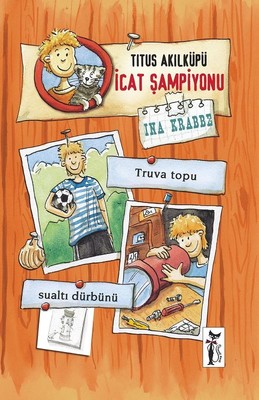 TITUS AKILKÜPÜ
İCAT ŞAMPİYONU
INA KRABBE
Truva topu
sualtı dürbünü